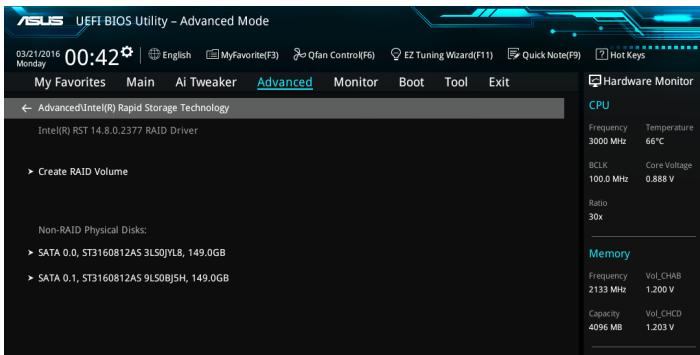 ASUS UEFI BIOS Utility – Advanced Mode
03/21/2016 Monday 00:42 English MyFavorite(F3) Qfan Control(F6) EZ Tuning Wizard(F11) Quick Note(F9) ? Hot Keys
My Favorites Main Ai Tweaker Advanced Monitor Boot Tool Exit
Hardware Monitor
← Advanced\Intel(R) Rapid Storage Technology
Intel(R) RST 14.8.0.2377 RAID Driver
Create RAID Volume
Non-RAID Physical Disks:
SATA 0.0, ST3160812AS 3LS0JYL8, 149.0GB
SATA 0.1, ST3160812AS 9LS0BJ5H, 149.0GB
CPU
Frequency Temperature
3000 MHz 66°C
BCLK Core Voltage
100.0 MHz 0.888 V
Ratio
30x
Memory
Frequency Vol_CHAB
2133 MHz 1.200 V
Capacity Vol_CHCD
4096 MB 1.203 V